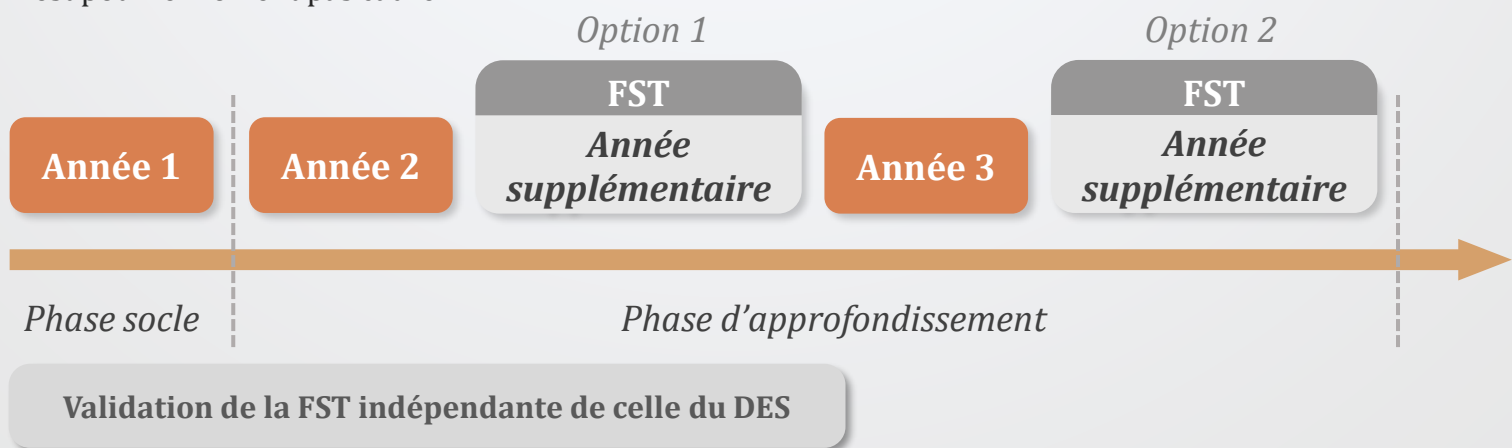 Option 1
Option 2
FST
FST
Année 1
Année 2
Année
supplémentaire
Année 3
Année
supplémentaire
Phase socle
Phase d’approfondissement
Validation de la FST indépendante de celle du DES